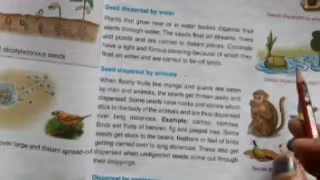 Seed dispersal by water
Plants that grow near or in water bodies disperse their
seeds through water. The seeds float on streams, rivers
and ponds and are carried to distant places. Coconuts
have a light and fibrous covering because of which they
float on water and are carried to far-off lands.
dicotyledonous seeds
Seed dispersal by animals
When fleshy fruits like mango and guava are eaten
by man and animals, the seeds get thrown away and
dispersed. Some seeds have hooks and spines which
stick to the body of the animals and are thus dispersed
over long distances. Example:
Birds eat fruits of banyan, fig and peepal tree. Some
seeds get stuck to the beaks, feathers or feet of birds
getting carried over to long distances. These also get
dispersed when undigested seeds come out through
their droppings.
over large and distant
Seeds